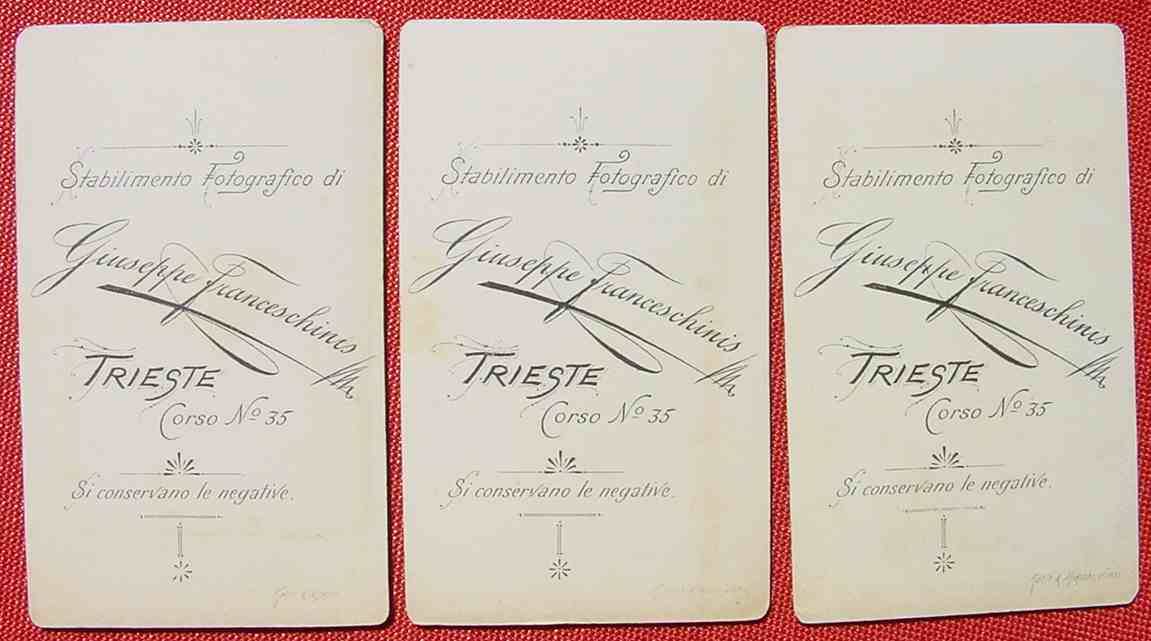 Stabilimento Fotografico di
Giuseppe Franceschinis
TRIESTE
Corso Nº 35
Si conservano le negative.
Stabilimento Fotografico di
Giuseppe Franceschinis
TRIESTE
Corso Nº 35
Si conservano le negative.
Stabilimento Fotografico di
Giuseppe Franceschinis
TRIESTE
Corso Nº 35
Si conservano le negative.